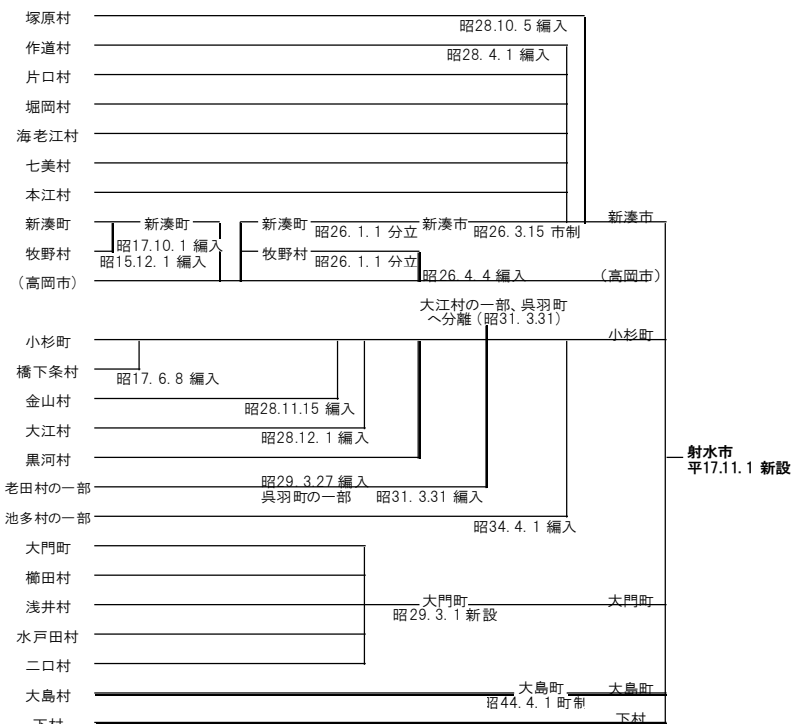 塚原村
昭28.10. 5 編入
作道村
昭28. 4. 1 編入
片口村
堀岡村
海老江村
七美村
本江村
新湊町 新湊町 新湊町 新湊市 新湊市
昭26. 1. 1 分立 昭26. 3.15 市制
昭17.10. 1 編入
牧野村 牧野村
昭15.12. 1 編入 昭26. 1. 1 分立
(高岡市) 昭26. 4. 4 編入 (高岡市)
大江村の一部、呉羽町
へ分離(昭31. 3.31)
小杉町 小杉町
橋下条村
昭17. 6. 8 編入
金山村
昭28.11.15 編入
大江村
昭28.12. 1 編入
黒河村
射水市
平17.11. 1 新設
老田村の一部 昭29. 3.27 編入
呉羽町の一部 昭31. 3.31 編入
池多村の一部
昭34. 4. 1 編入
大門町
櫛田村
浅井村 大門町 大門町
昭29. 3. 1 新設
水戸田村
二口村
大島村 大島町 大島町
昭44. 4. 1 町制
下村 下村